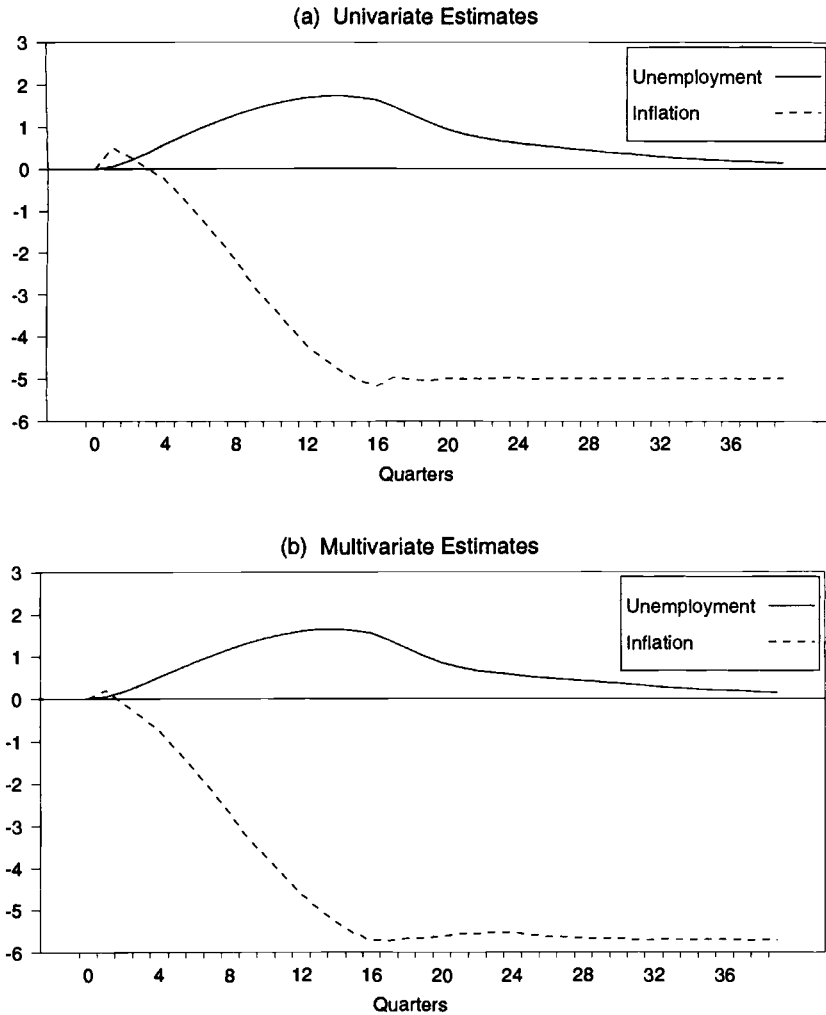 (a) Univariate Estimates
3
2
1
0
-1
-2
-3
-4
-5
-6
Unemployment
Inflation
0 4 8 12 16 20 24 28 32 36
Quarters
(b) Multivariate Estimates
3
2
1
0
-1
-2
-3
-4
-5
-6
Unemployment
Inflation
0 4 8 12 16 20 24 28 32 36
Quarters